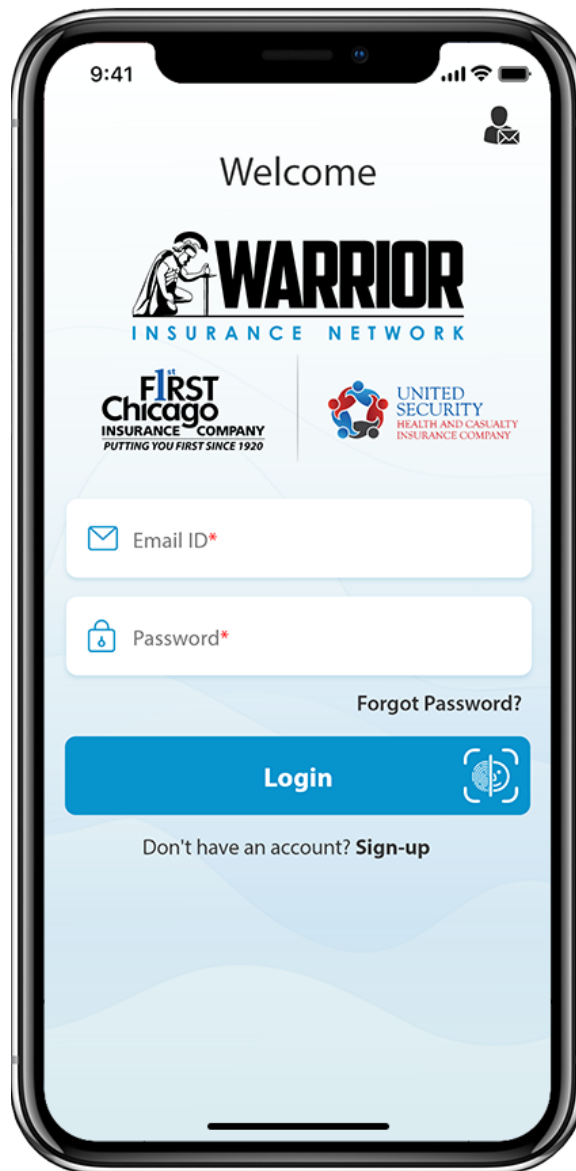 9:41
Welcome
WARRIOR
INSURANCE NETWORK
F1RST
st
Chicago
INSURANCE COMPANY
PUTTING YOU FIRST SINCE 1920
UNITED
SECURITY
HEALTH AND CASUALTY
INSURANCE COMPANY
Email ID*
Password*
Forgot Password?
Login
Don't have an account? Sign-up